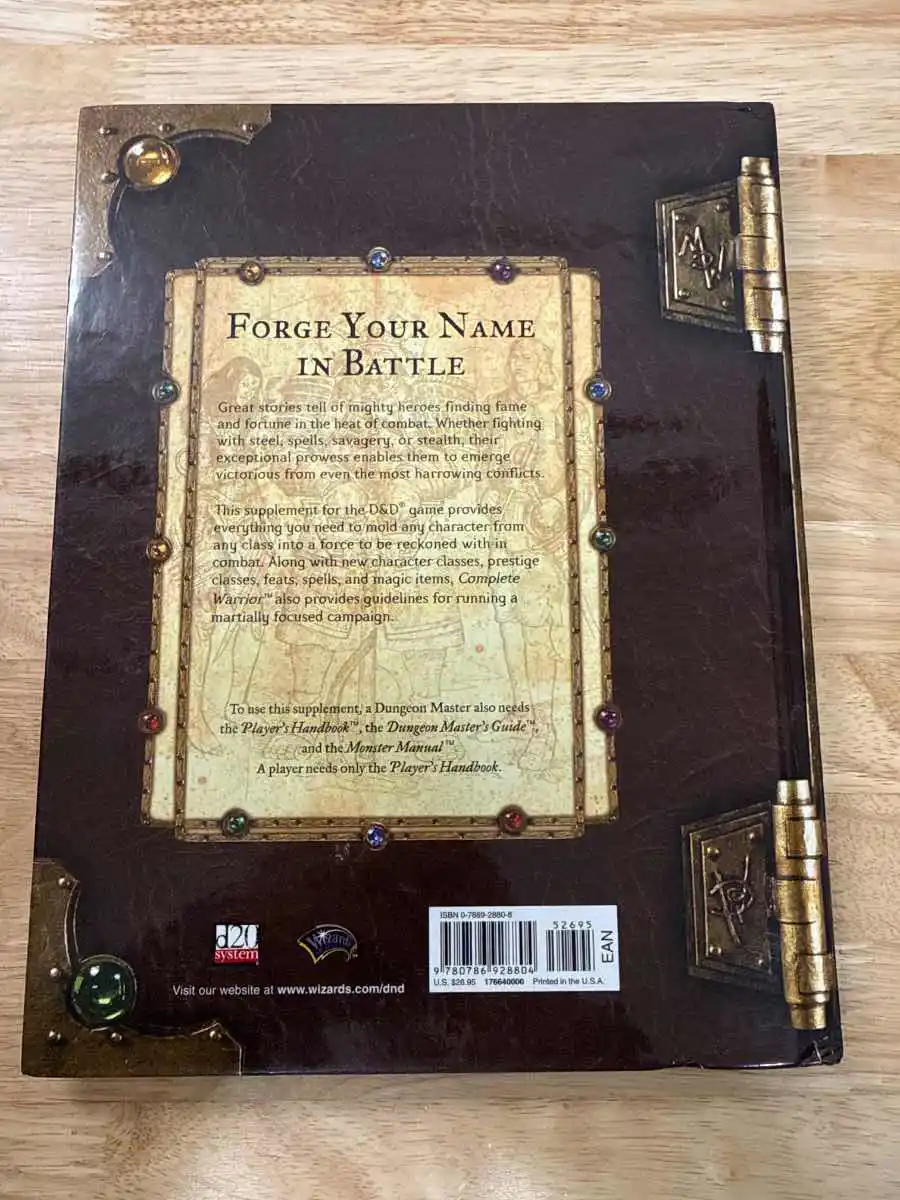 FORGE YOUR NAME
IN BATTLE
Great stories tell of mighty heroes finding fame
and fortune in the heat of combat. Whether fighting
with steel, spells, savagery, or stealth, their
exceptional prowess enables them to emerge
victorious from even the most harrowing conflicts.
This supplement for the D&D® game provides
everything you need to mold any character from
any class into a force to be reckoned with in
combat. Along with new character classes, prestige
classes, feats, spells, and magic items, Complete
Warrior™ also provides guidelines for running a
martially focused campaign.
To use this supplement, a Dungeon Master also needs
the Player's Handbook™, the Dungeon Master's Guide™,
and the Monster Manual™
A player needs only the Player's Handbook.
d20
system
Wizards
Visit our website at www.wizards.com/dnd
ISBN 0-7869-2880-8
52695
EAN
9 780786 928804
U.S. $26.95 176640000 Printed in the U.S.A.